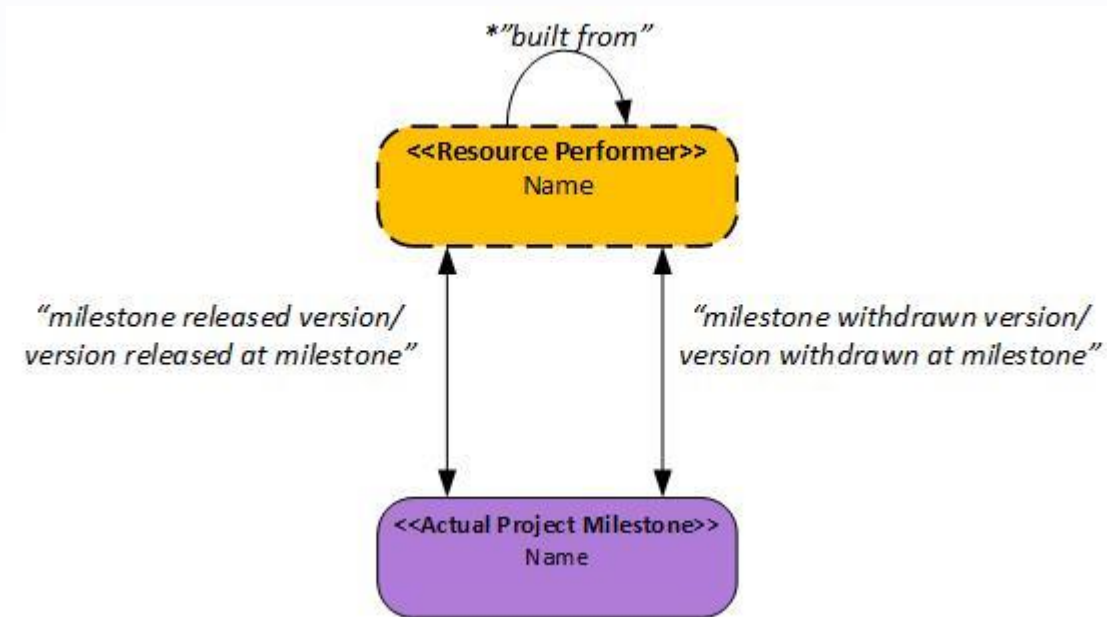 *”built from”
<<Resource Performer>>
Name
“milestone released version/
version released at milestone”
“milestone withdrawn version/
version withdrawn at milestone”
<<Actual Project Milestone>>
Name